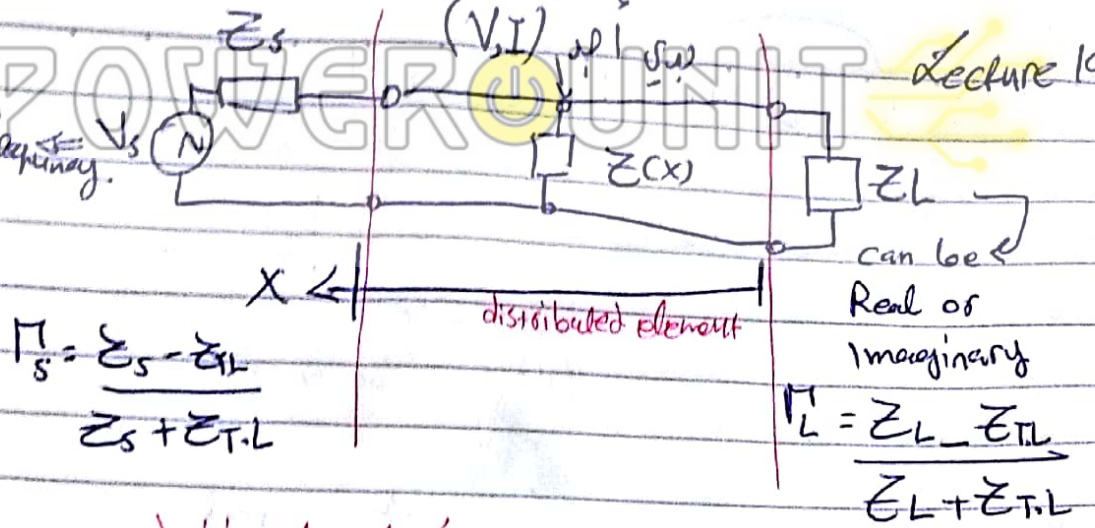 POWERUNIT
Lecture
Zs
(V,I)
Vs
Z(x)
ZL
can be
Real or
Imaginary
X
distributed element
Γs = Zs - ZTL
Zs + ZT.L
ΓL = ZL - ZTL
ZL + ZT.L